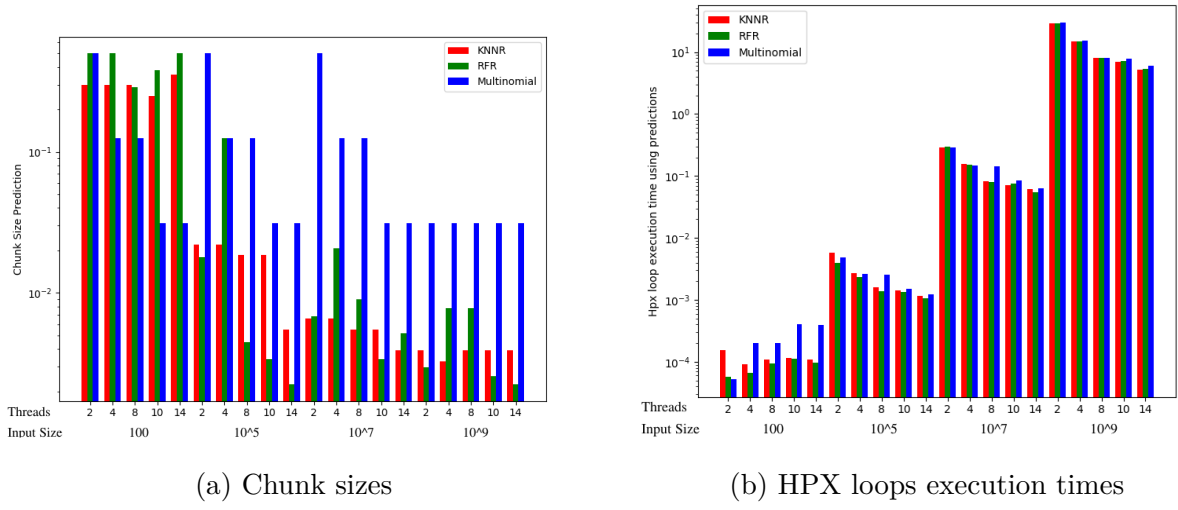 KNNR
RFR
Multinomial
10^{-1}
10^{-2}
Chunk Size Prediction
Threads 2 4 8 10 14 2 4 8 10 14 2 4 8 10 14 2 4 8 10 14
Input Size 100 10^5 10^7 10^9
(a) Chunk sizes
KNNR
RFR
Multinomial
10^1
10^0
10^{-1}
10^{-2}
10^{-3}
10^{-4}
Hpx loop execution time using predictions
Threads 2 4 8 10 14 2 4 8 10 14 2 4 8 10 14 2 4 8 10 14
Input Size 100 10^5 10^7 10^9
(b) HPX loops execution times